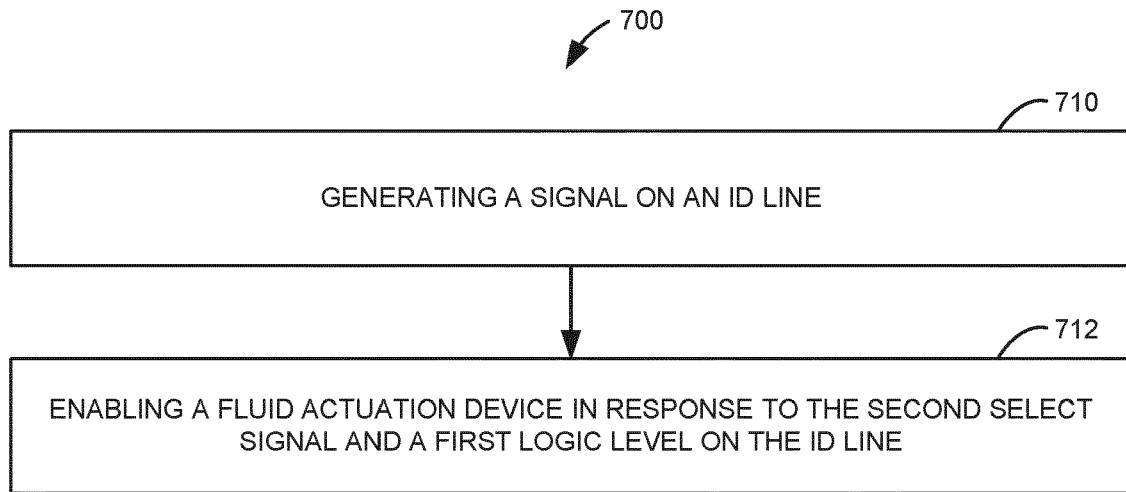 700
710
GENERATING A SIGNAL ON AN ID LINE
712
ENABLING A FLUID ACTUATION DEVICE IN RESPONSE TO THE SECOND SELECT
SIGNAL AND A FIRST LOGIC LEVEL ON THE ID LINE